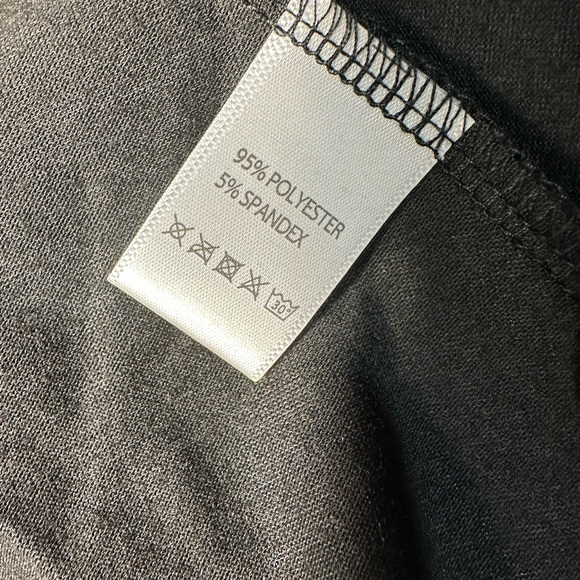 95% POLYESTER
5% SPANDEX
30°